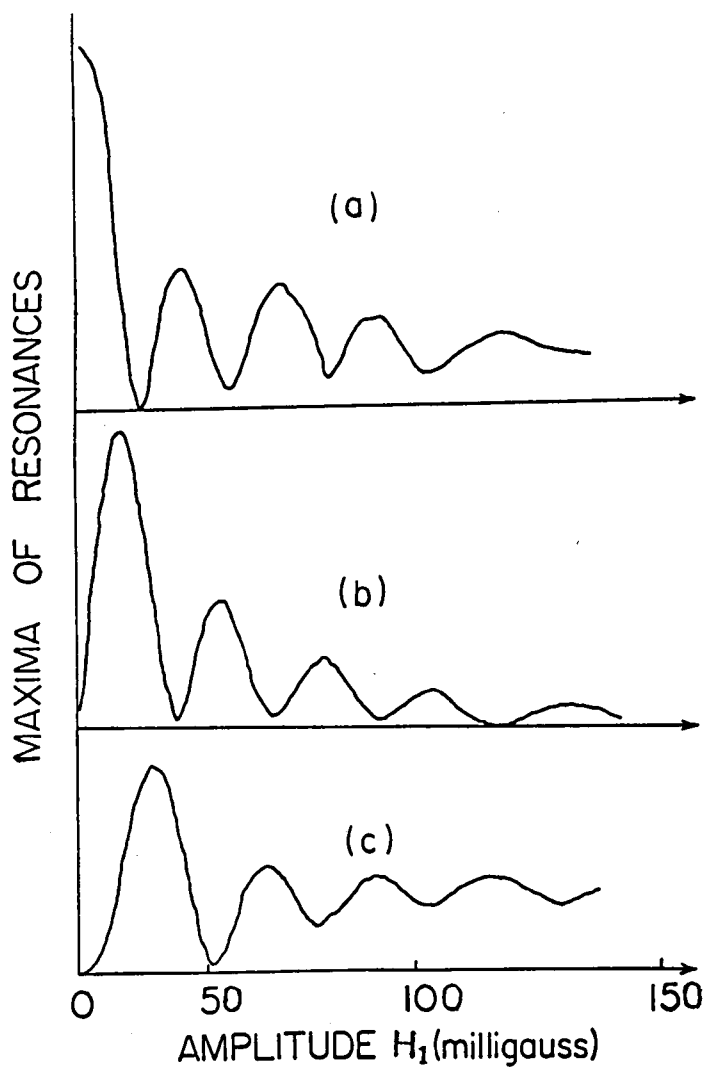 MAXIMA OF RESONANCES
(a)
(b)
(c)
0 50 100 150
AMPLITUDE H₁(milligauss)